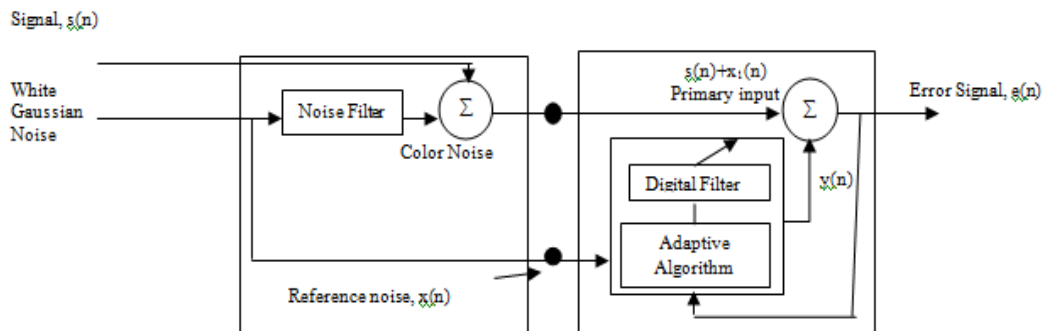 Signal, s(n)
White
Gaussian
Noise
Noise Filter
Σ
Color Noise
s(n)+x₁(n)
Primary input
Σ
Error Signal, e(n)
Digital Filter
y(n)
Adaptive
Algorithm
Reference noise, x(n)